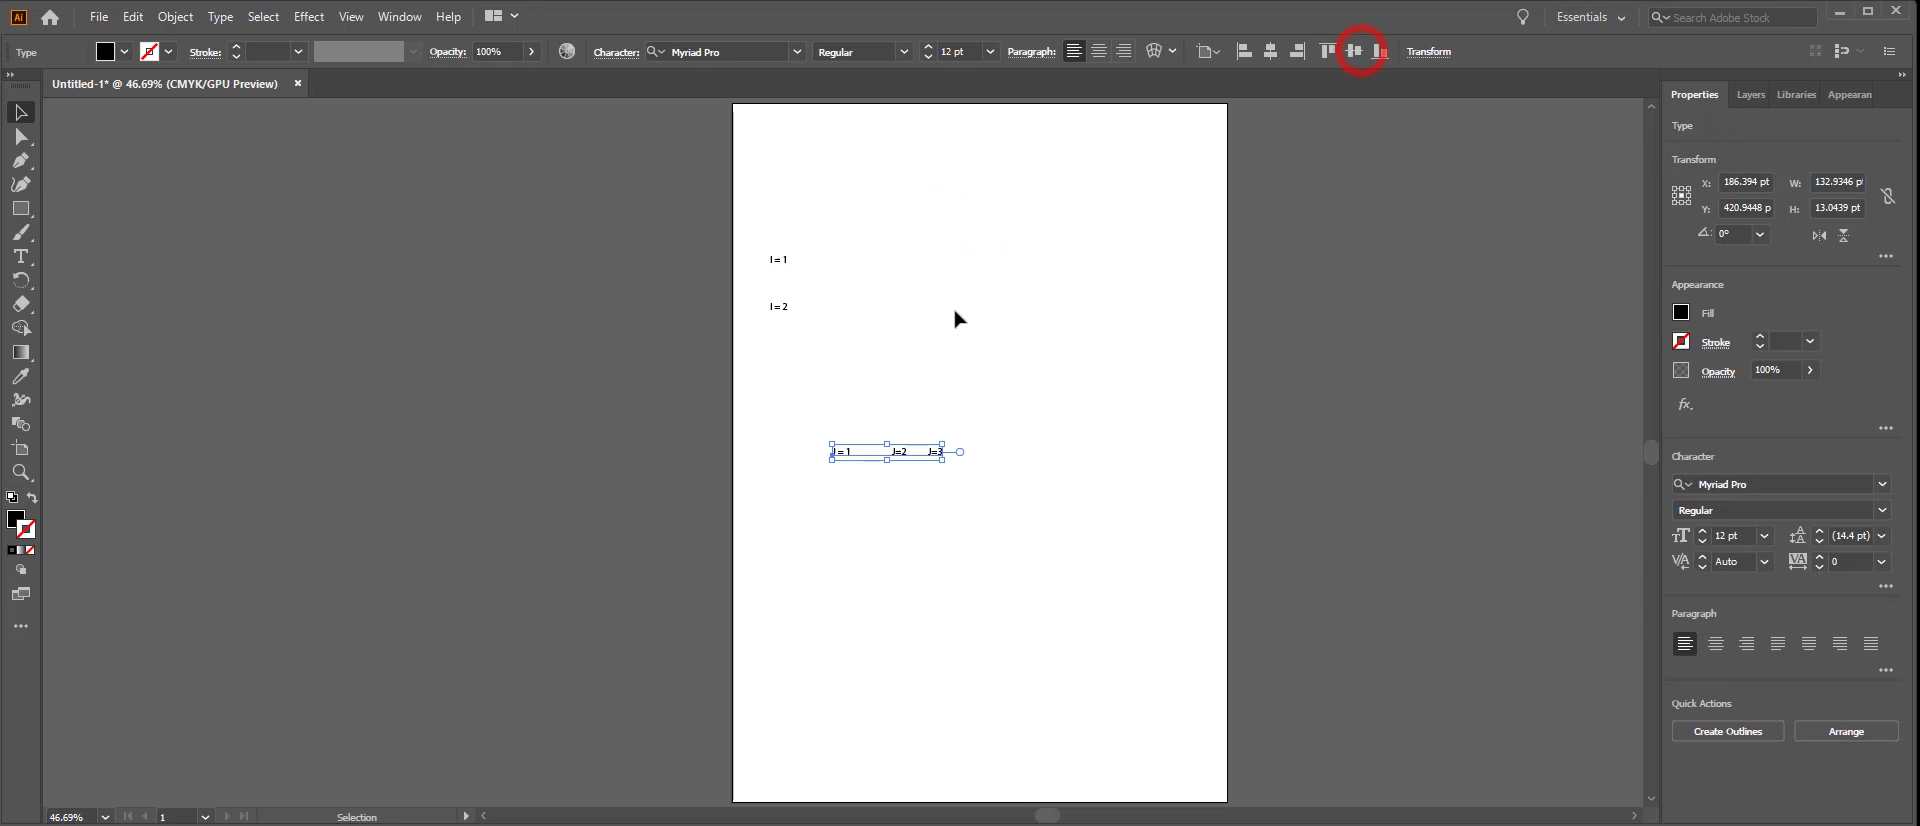 Ai File Edit Object Type Select Effect View Window Help Essentials Search Adobe Stock
Type Stroke: Opacity: 100% Character: Myriad Pro Regular 12 pt Paragraph: Transform
Untitled-1* @ 46.69% (CMYK/GPU Preview)
Properties Layers Libraries Appearan
Type
Transform
X: 186.394 pt W: 132.9346 p
Y: 420.9448 p H: 13.0439 pt
0°
I = 1
I = 2
J = 1 J=2 J=3
Appearance
Fill
Stroke
Opacity 100%
fx.
Character
Myriad Pro
Regular
12 pt (14.4 pt)
Auto 0
Paragraph
Quick Actions
Create Outlines Arrange
46.69% 1 Selection